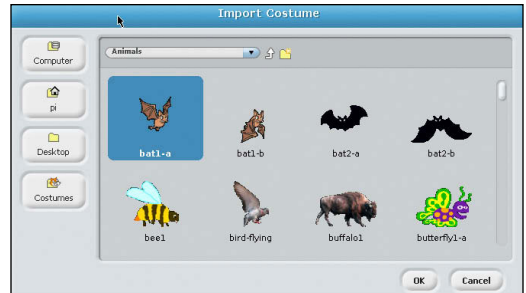 Import Costume
Computer
pi
Desktop
Costumes
Animals
bat1-a
bat1-b
bat2-a
bat2-b
bee1
bird-flying
buffalo1
butterfly1-a
OK
Cancel